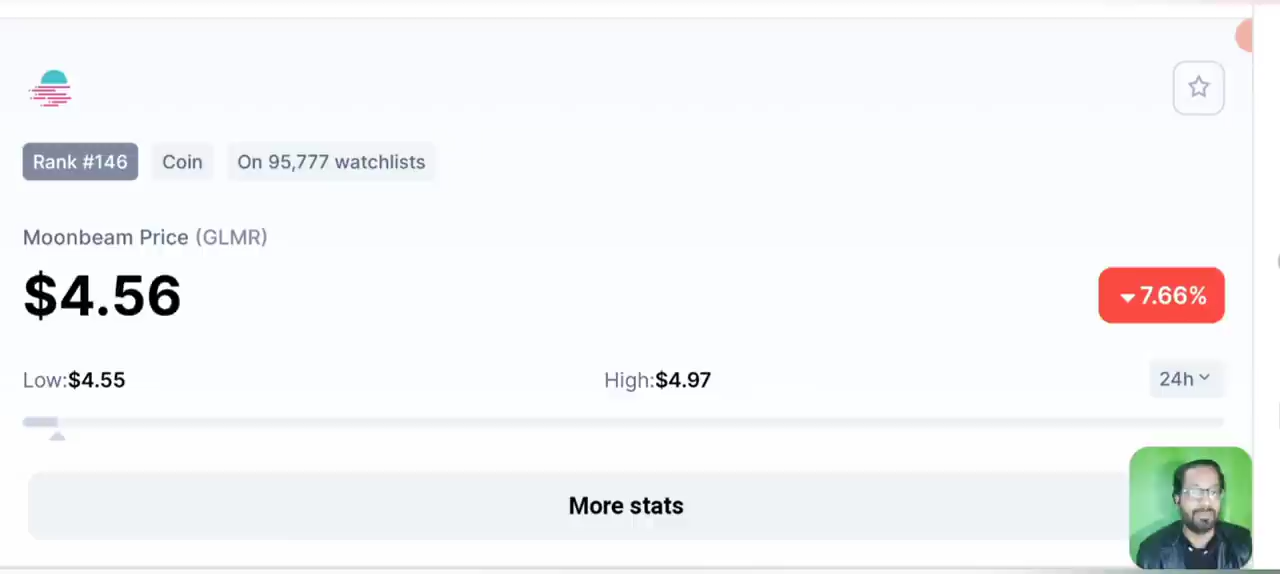 Rank #146 Coin On 95,777 watchlists
Moonbeam Price (GLMR)
$4.56 7.66%
Low:$4.55 High:$4.97 24h
More stats